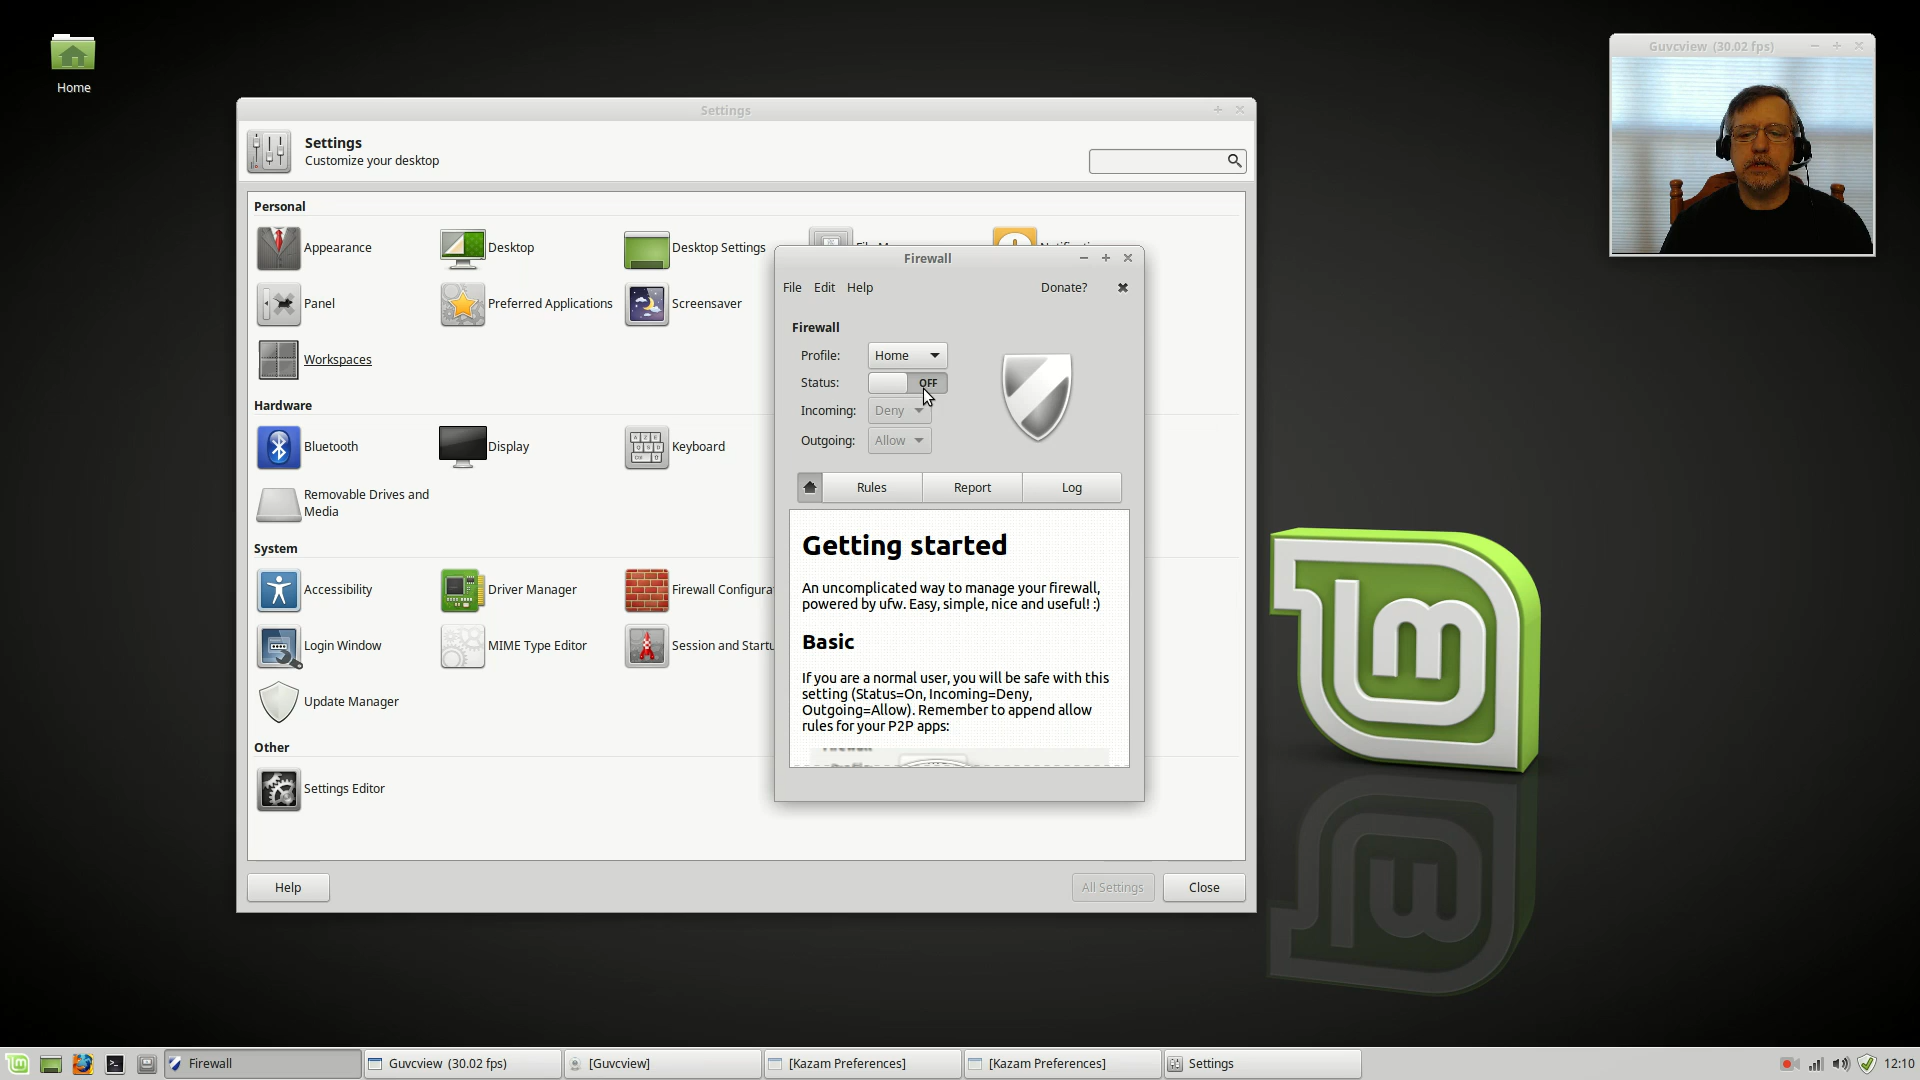 Home
Guvcview (30.02 fps)
Settings
Settings
Customize your desktop
Personal
Appearance
Desktop
Desktop Settings
Panel
Preferred Applications
Screensaver
Workspaces
Hardware
Bluetooth
Display
Keyboard
Removable Drives and
Media
System
Accessibility
Driver Manager
Firewall Configura
Login Window
MIME Type Editor
Session and Startu
Update Manager
Other
Settings Editor
Help
All Settings
Close
Firewall
File Edit Help Donate?
Firewall
Profile: Home
Status: OFF
Incoming: Deny
Outgoing: Allow
Rules Report Log
Getting started
An uncomplicated way to manage your firewall,
powered by ufw. Easy, simple, nice and useful! :)
Basic
If you are a normal user, you will be safe with this
setting (Status=On, Incoming=Deny,
Outgoing=Allow). Remember to append allow
rules for your P2P apps:
Firewall
Guvcview (30.02 fps)
[Guvcview]
[Kazam Preferences]
[Kazam Preferences]
Settings
12:10